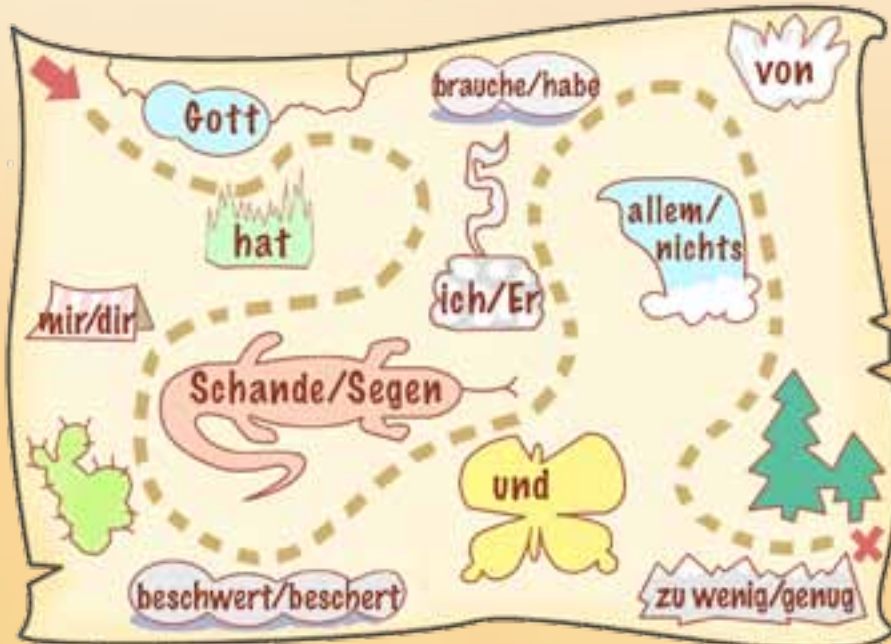 Gott
hat
mir/dir
Schande/Segen
beschwert/beschert
und
ich/Er
brauche/habe
von
allem/
nichts
zu wenig/genug